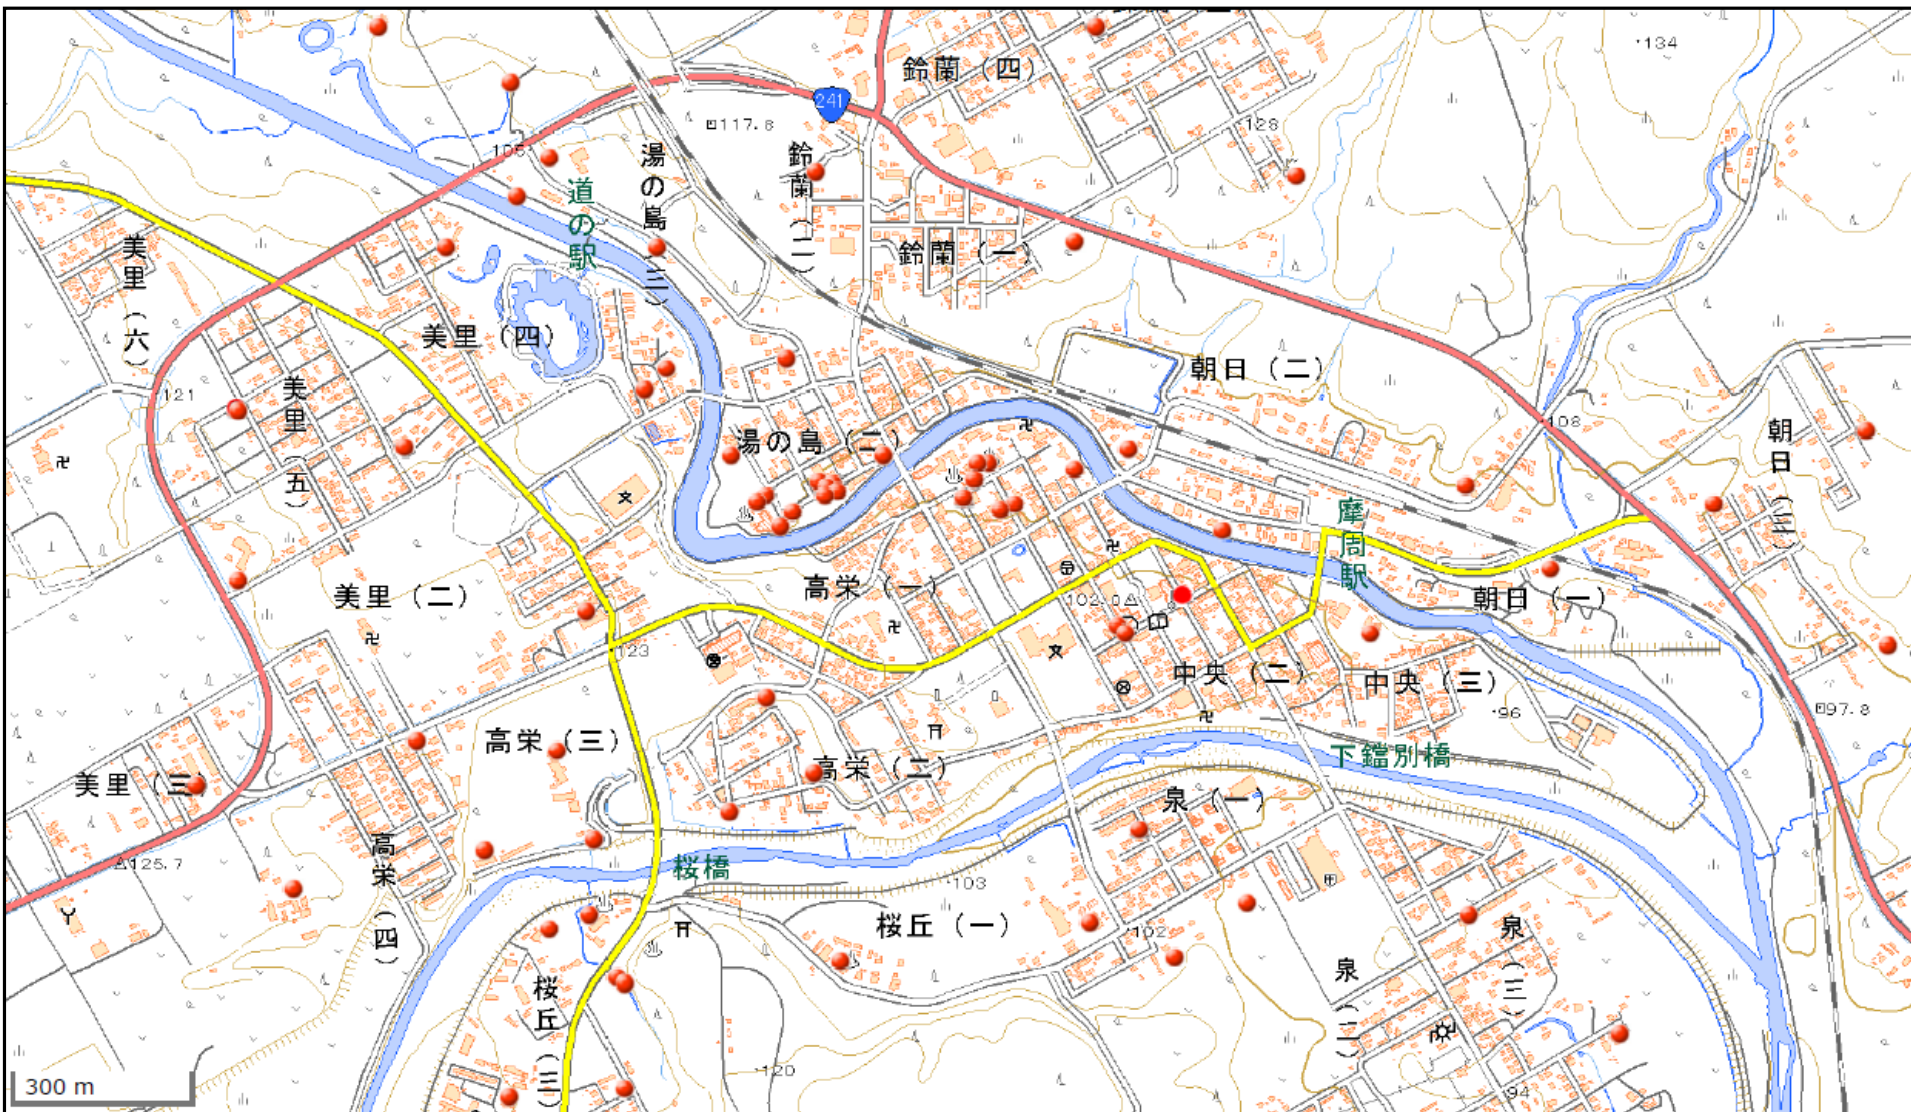 134
鈴蘭（四）
241
117.8
128
105
湯の島（三）
鈴蘭（二）
道の駅
美里（六）
鈴蘭（一）
美里（四）
朝日（二）
121
美里（五）
108
朝日（三）
湯の島（二）
摩周駅
高栄（一）
美里（二）
102.0
朝日（一）
123
中央（二）
中央（三）
96
97.8
高栄（三）
下鐺別橋
美里（三）
高栄（二）
泉（一）
高栄（四）
125.7
桜橋
103
桜丘（一）
102
泉（三）
泉（二）
桜丘（三）
120
94
300 m